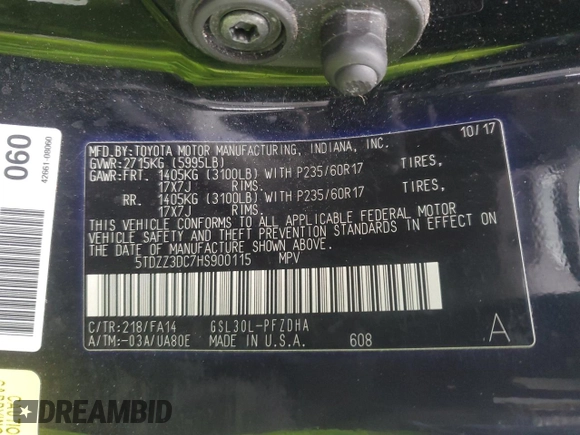 060
42661-08060
MFD.BY:TOYOTA MOTOR MANUFACTURING, INDIANA, INC. 10/17
GVWR:2715KG (5995LB)
GAWR:FRT. 1405KG (3100LB) WITH P235/60R17 TIRES,
17X7J RIMS.
RR. 1405KG (3100LB) WITH P235/60R17 TIRES,
17X7J RIMS.
THIS VEHICLE CONFORMS TO ALL APPLICABLE FEDERAL MOTOR
VEHICLE SAFETY AND THEFT PREVENTION STANDARDS IN EFFECT
ON THE DATE OF MANUFACTURE SHOWN ABOVE.
5TDZZ3DC7HS900115 MPV
C/TR:218/FA14 GSL30L-PFZDHA
A/TM:-03A/UA80E MADE IN U.S.A. 608 A
DREAMBID